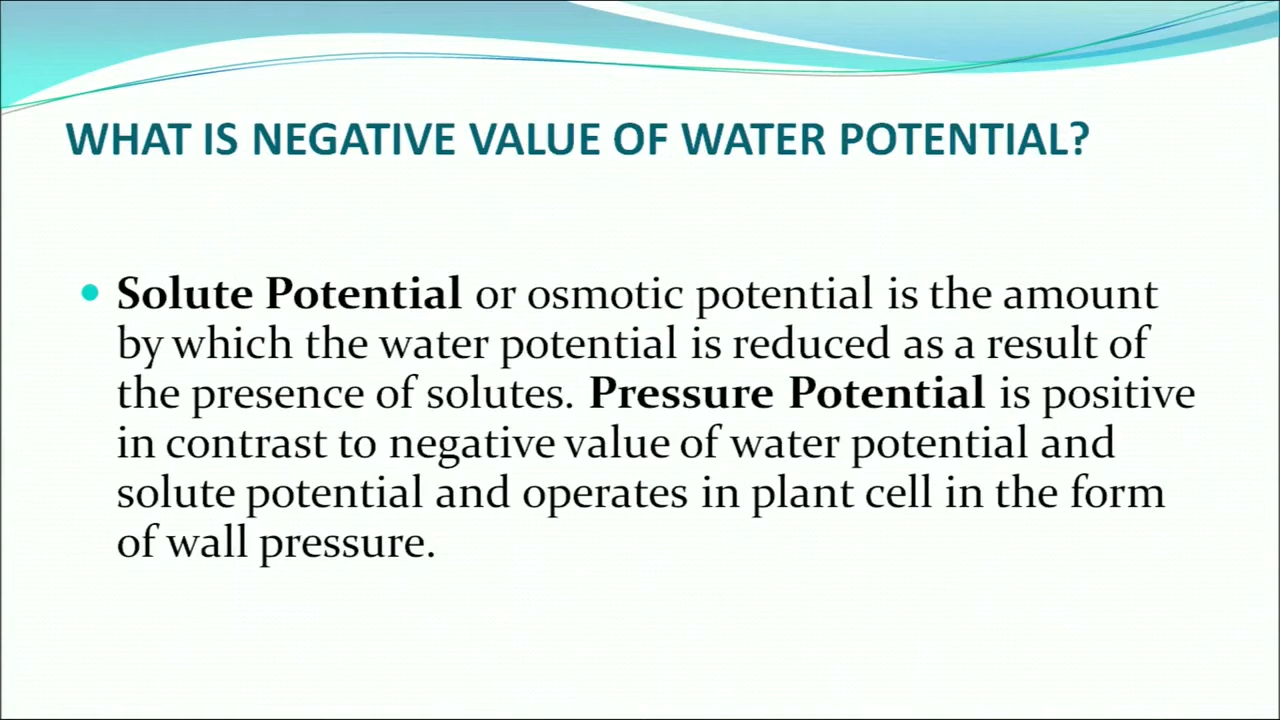 WHAT IS NEGATIVE VALUE OF WATER POTENTIAL?
• Solute Potential or osmotic potential is the amount
by which the water potential is reduced as a result of
the presence of solutes. Pressure Potential is positive
in contrast to negative value of water potential and
solute potential and operates in plant cell in the form
of wall pressure.